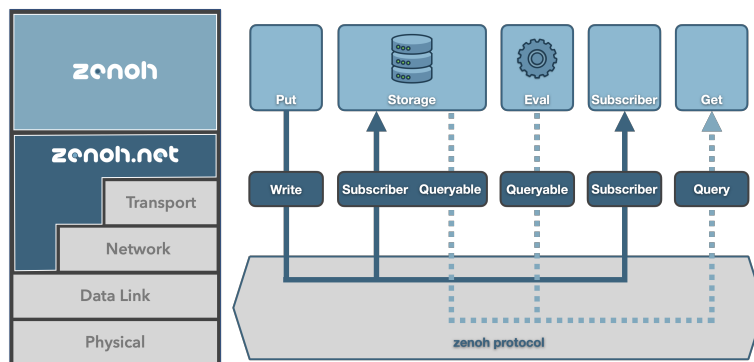 zenoh
zenoh.net
Transport
Network
Data Link
Physical
Put
Storage
Eval
Subscriber
Get
Write
Subscriber
Queryable
Queryable
Subscriber
Query
zenoh protocol